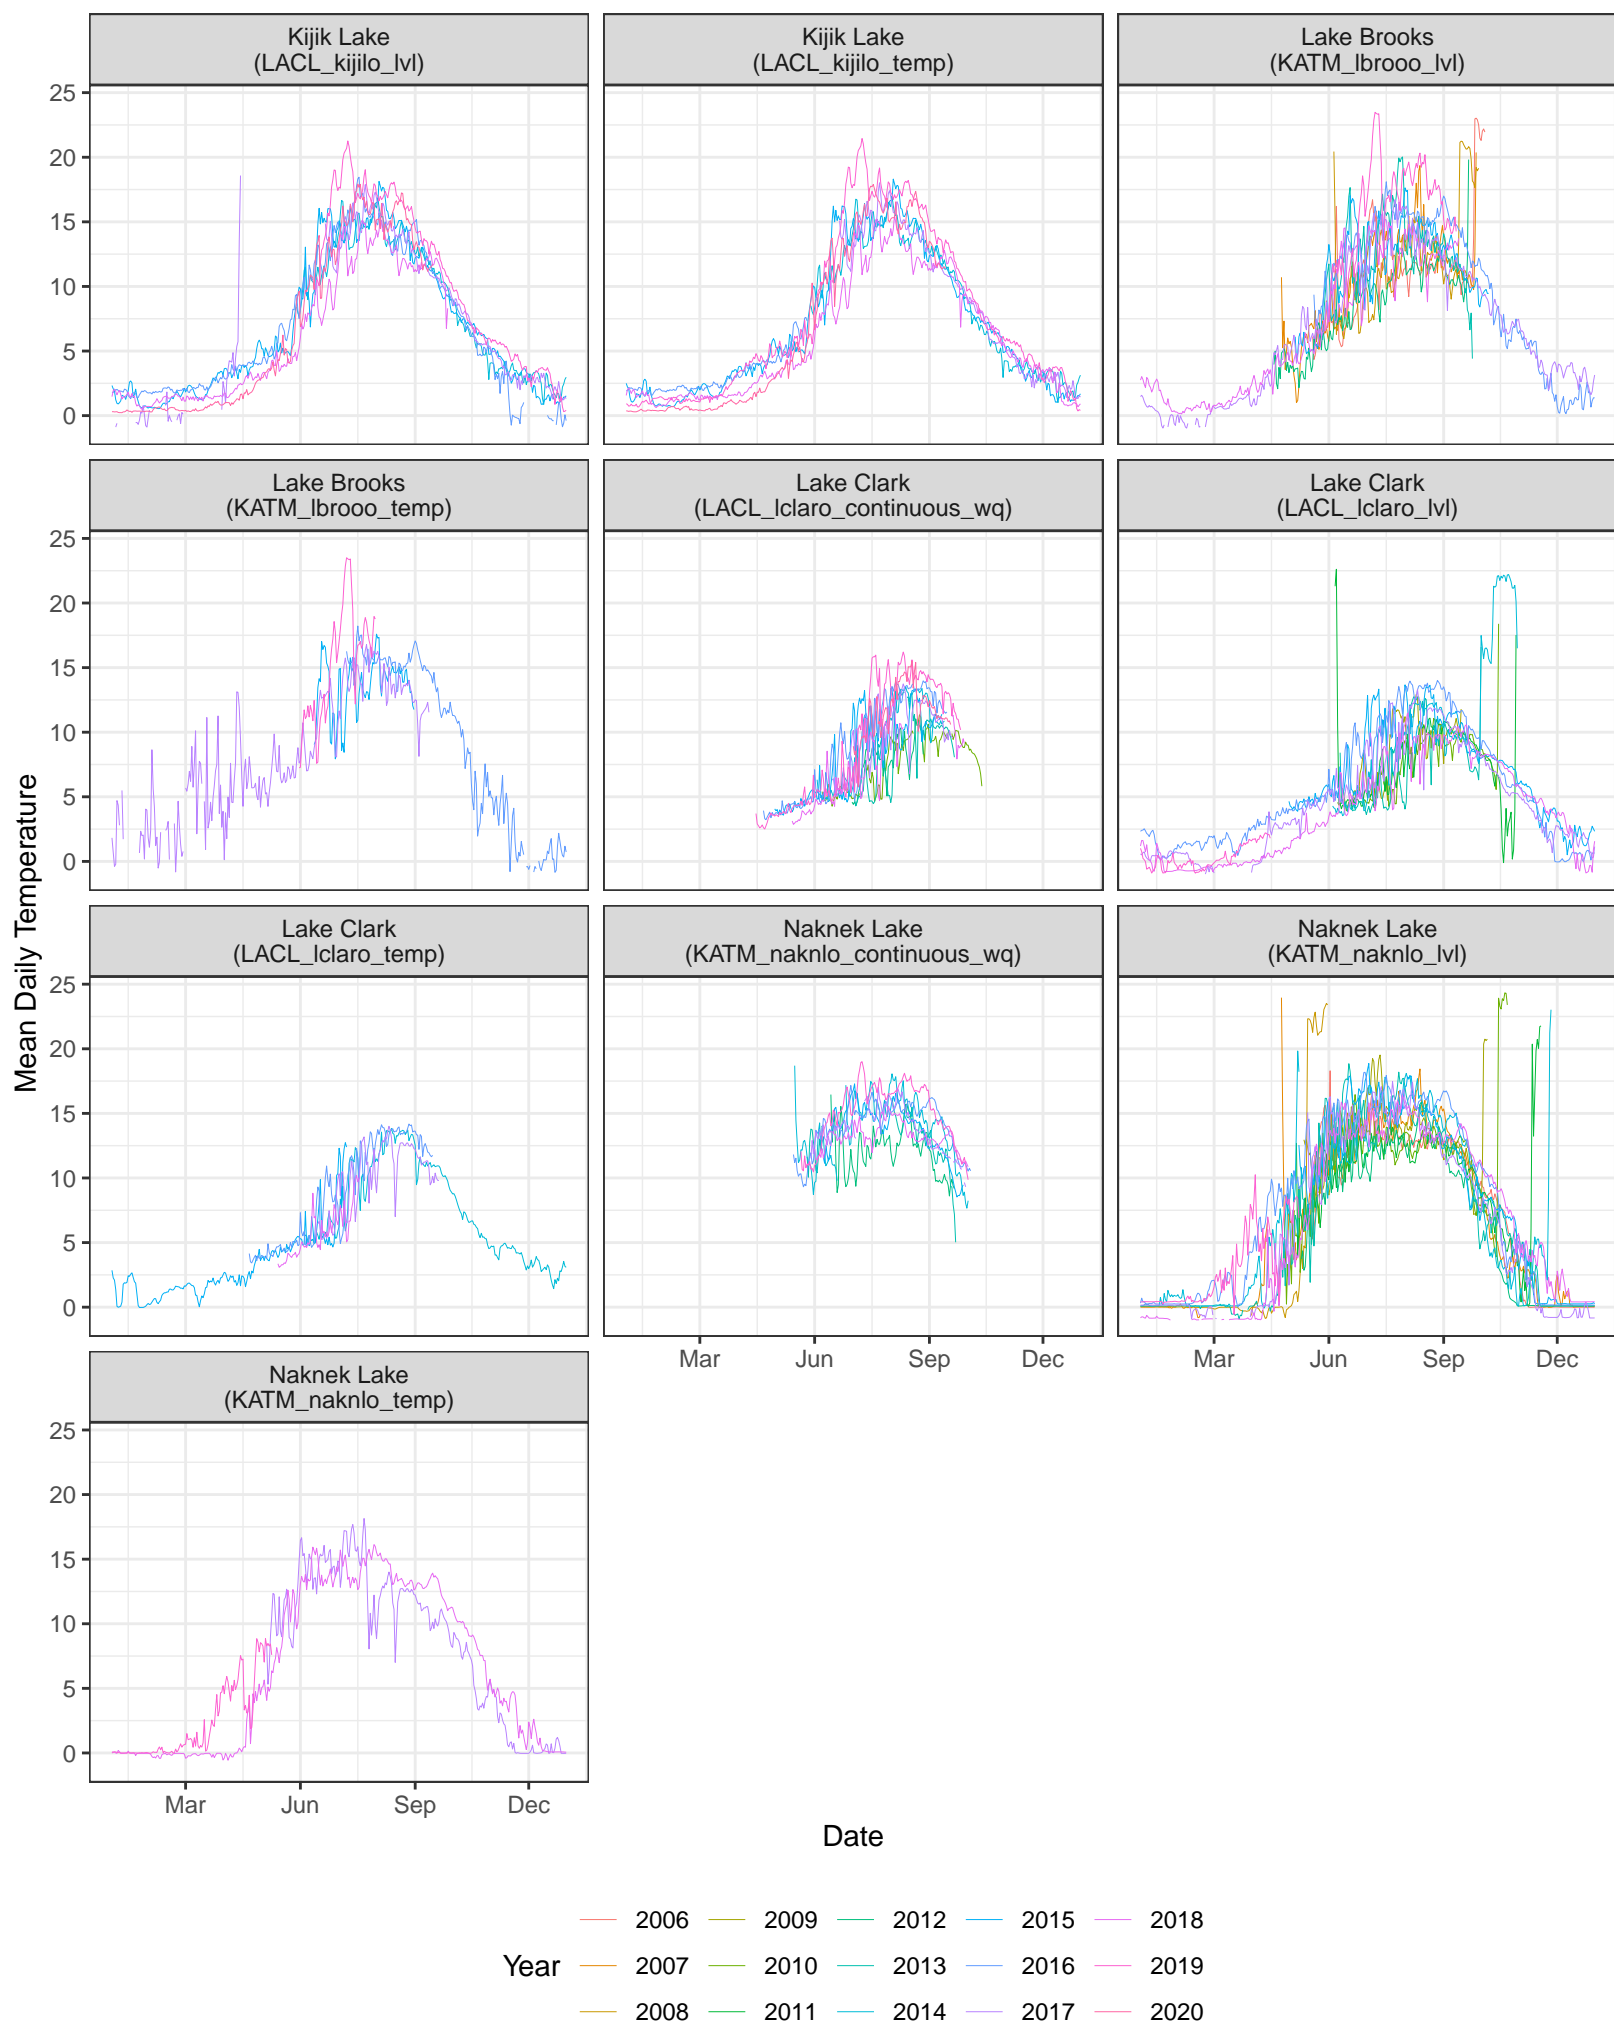 Kijik Lake
(LACL_kijilo_lvl)
Kijik Lake
(LACL_kijilo_temp)
Lake Brooks
(KATM_lbrooo_lvl)
25
20
15
10
5
0
Lake Brooks
(KATM_lbrooo_temp)
Lake Clark
(LACL_lclaro_continuous_wq)
Lake Clark
(LACL_lclaro_lvl)
25
20
15
10
5
0
Mean Daily Temperature
Lake Clark
(LACL_lclaro_temp)
Naknek Lake
(KATM_naknlo_continuous_wq)
Naknek Lake
(KATM_naknlo_lvl)
25
20
15
10
5
0
Mar Jun Sep Dec
Mar Jun Sep Dec
Naknek Lake
(KATM_naknlo_temp)
25
20
15
10
5
0
Mar Jun Sep Dec
Date
Year
2006 2009 2012 2015 2018
2007 2010 2013 2016 2019
2008 2011 2014 2017 2020